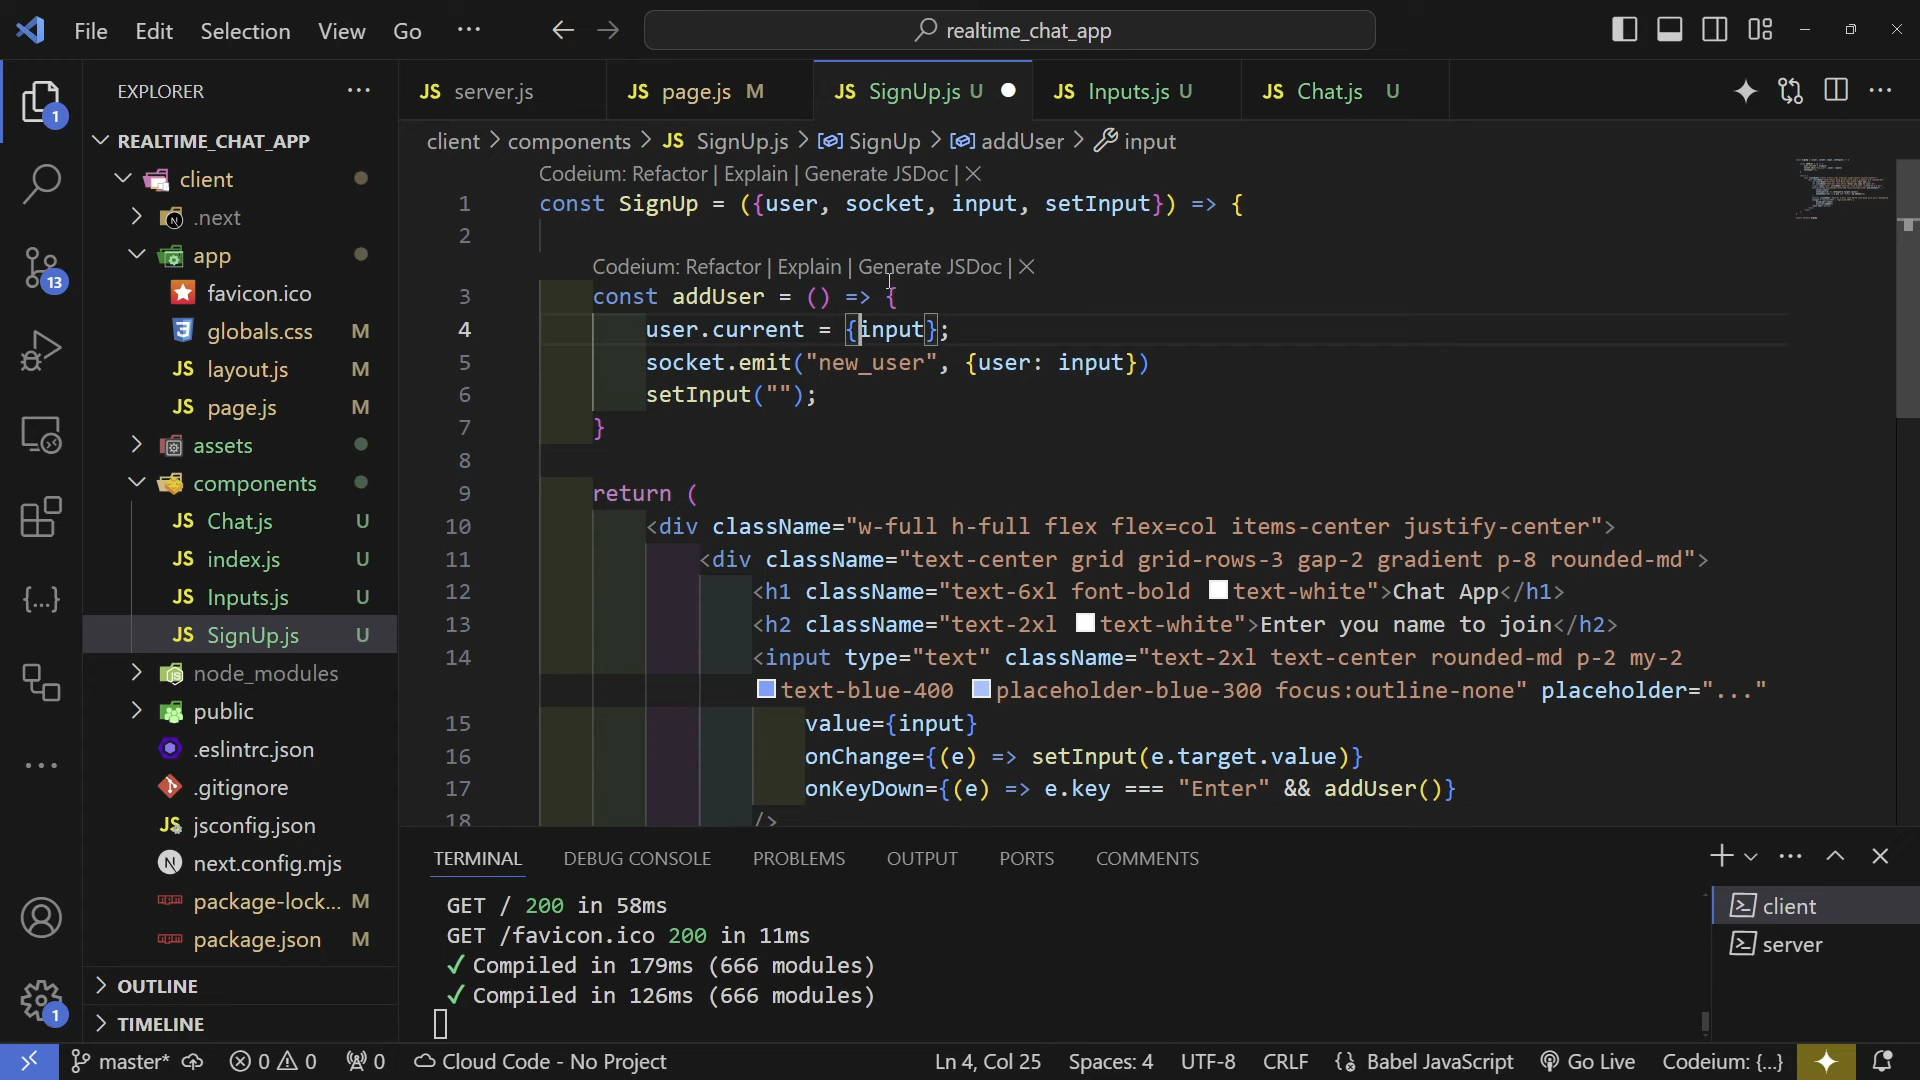 File Edit Selection View Go ··· realtime_chat_app
EXPLORER ···
REALTIME_CHAT_APP
client
.next
app
favicon.ico
globals.css M
layout.js M
page.js M
assets
components
Chat.js U
index.js U
Inputs.js U
SignUp.js U
node_modules
public
.eslintrc.json
.gitignore
jsconfig.json
next.config.mjs
package-lock... M
package.json M
OUTLINE
TIMELINE
1
13
1
JS server.js JS page.js M JS SignUp.js U JS Inputs.js U JS Chat.js U
client > components > JS SignUp.js > SignUp > addUser > input
Codeium: Refactor | Explain | Generate JSDoc | ×
1 const SignUp = ({user, socket, input, setInput}) => {
2
Codeium: Refactor | Explain | Generate JSDoc | ×
3 const addUser = () => {
4 user.current = {input};
5 socket.emit("new_user", {user: input})
6 setInput("");
7 }
8
9 return (
10 <div className="w-full h-full flex flex=col items-center justify-center">
11 <div className="text-center grid grid-rows-3 gap-2 gradient p-8 rounded-md">
12 <h1 className="text-6xl font-bold text-white">Chat App</h1>
13 <h2 className="text-2xl text-white">Enter you name to join</h2>
14 <input type="text" className="text-2xl text-center rounded-md p-2 my-2
text-blue-400 placeholder-blue-300 focus:outline-none" placeholder="..."
15 value={input}
16 onChange={(e) => setInput(e.target.value)}
17 onKeyDown={(e) => e.key === "Enter" && addUser()}
18 />
TERMINAL DEBUG CONSOLE PROBLEMS OUTPUT PORTS COMMENTS
GET / 200 in 58ms
GET /favicon.ico 200 in 11ms
✓ Compiled in 179ms (666 modules)
✓ Compiled in 126ms (666 modules)
client
server
master* 0 0 0 Cloud Code - No Project Ln 4, Col 25 Spaces: 4 UTF-8 CRLF Babel JavaScript Go Live Codeium: {...}